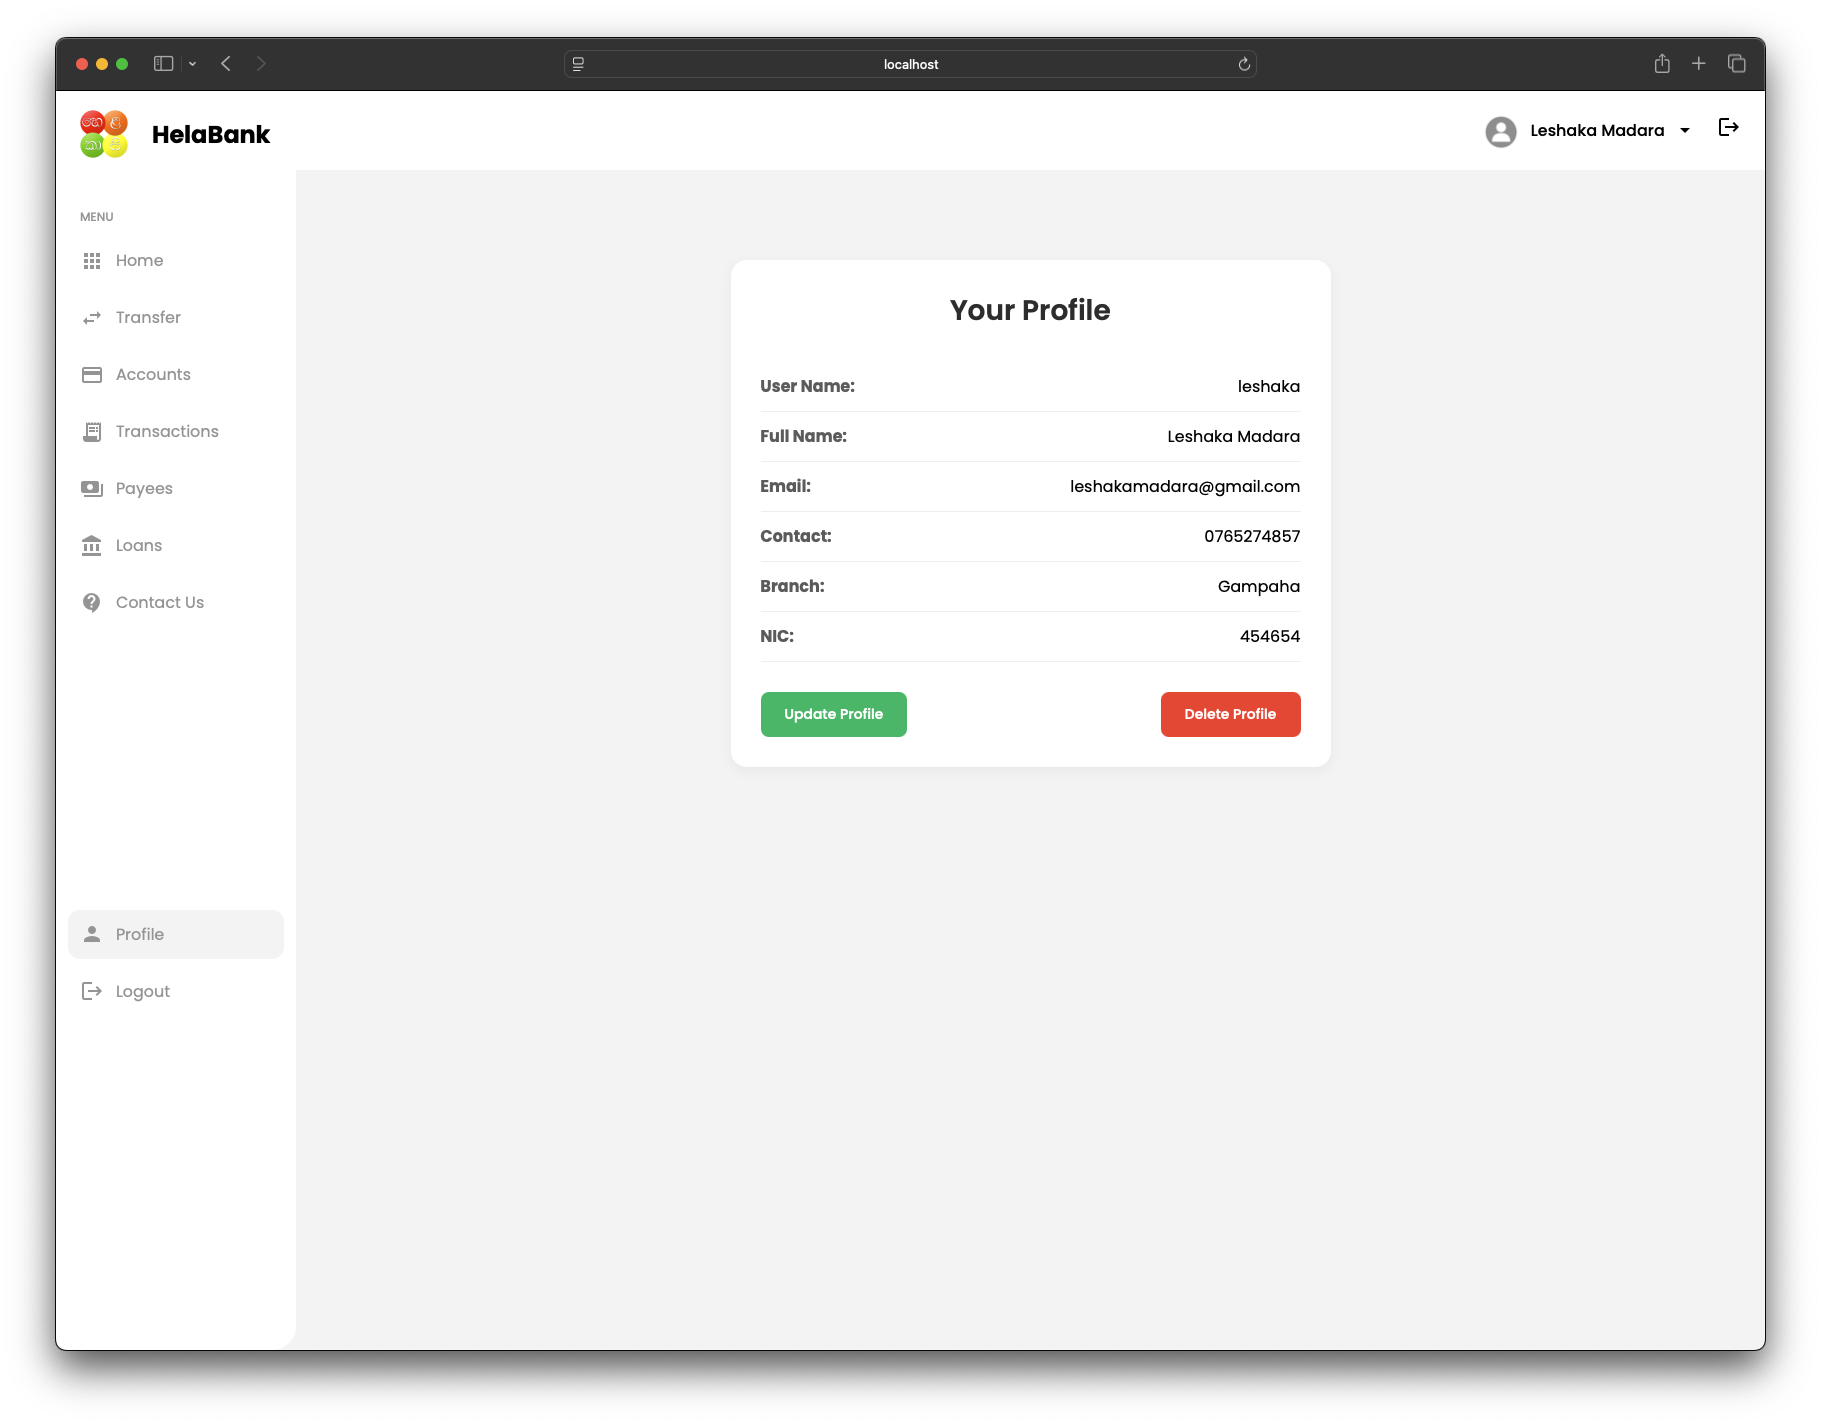 localhost
හෙ ළි
කා සි
HelaBank
Leshaka Madara
MENU
Home
Transfer
Accounts
Transactions
Payees
Loans
Contact Us
Profile
Logout
Your Profile
User Name: leshaka
Full Name: Leshaka Madara
Email: leshakamadara@gmail.com
Contact: 0765274857
Branch: Gampaha
NIC: 454654
Update Profile
Delete Profile